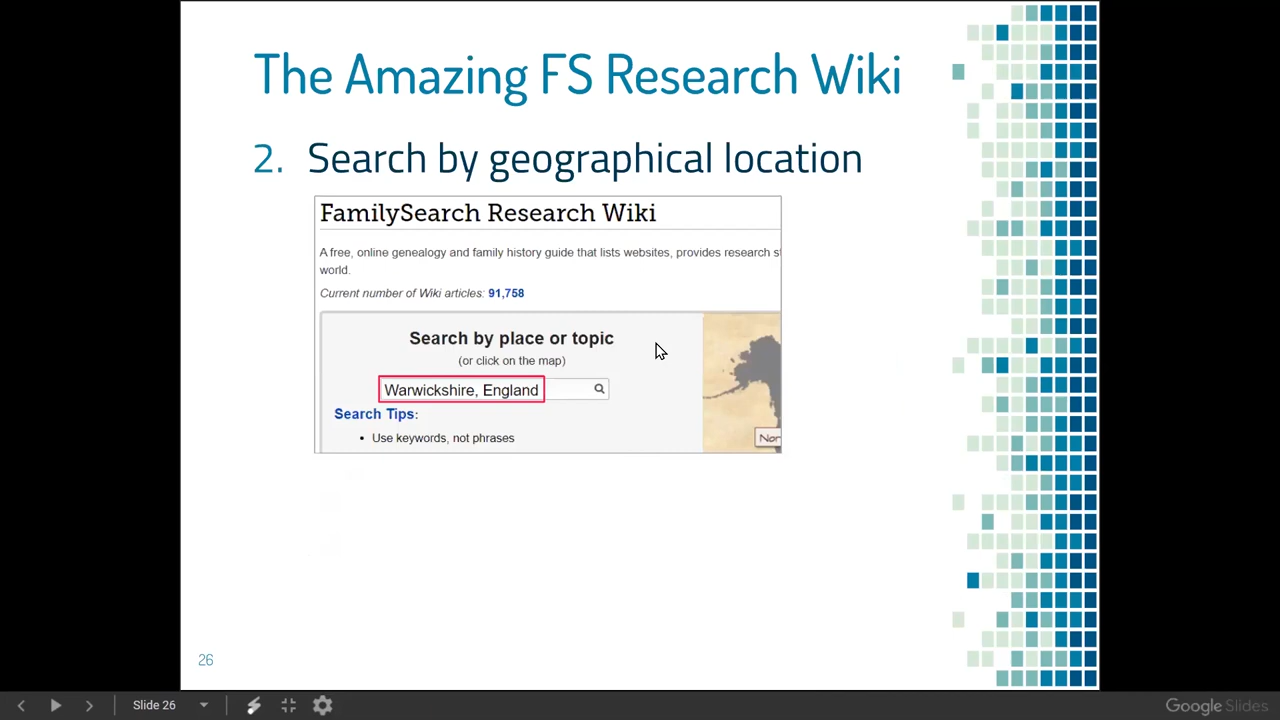 The Amazing FS Research Wiki
2. Search by geographical location
FamilySearch Research Wiki
A free, online genealogy and family history guide that lists websites, provides research
world.
Current number of Wiki articles: 91,758
Search by place or topic
(or click on the map)
Warwickshire, England
Search Tips:
• Use keywords, not phrases
26
Slide 26
Google Slides